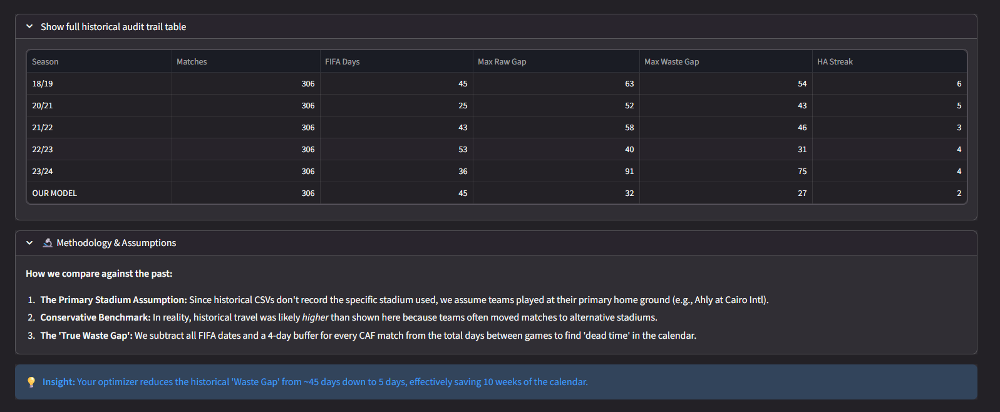 Show full historical audit trail table
Season Matches FIFA Days Max Raw Gap Max Waste Gap HA Streak
18/19 306 45 63 54 6
20/21 306 25 52 43 5
21/22 306 43 58 46 3
22/23 306 53 40 31 4
23/24 306 36 91 75 4
OUR MODEL 306 45 32 27 2
🔬 Methodology & Assumptions
How we compare against the past:
1. The Primary Stadium Assumption: Since historical CSVs don't record the specific stadium used, we assume teams played at their primary home ground (e.g., Ahly at Cairo Intl).
2. Conservative Benchmark: In reality, historical travel was likely higher than shown here because teams often moved matches to alternative stadiums.
3. The 'True Waste Gap': We subtract all FIFA dates and a 4-day buffer for every CAF match from the total days between games to find 'dead time' in the calendar.
💡 Insight: Your optimizer reduces the historical 'Waste Gap' from ~45 days down to 5 days, effectively saving 10 weeks of the calendar.